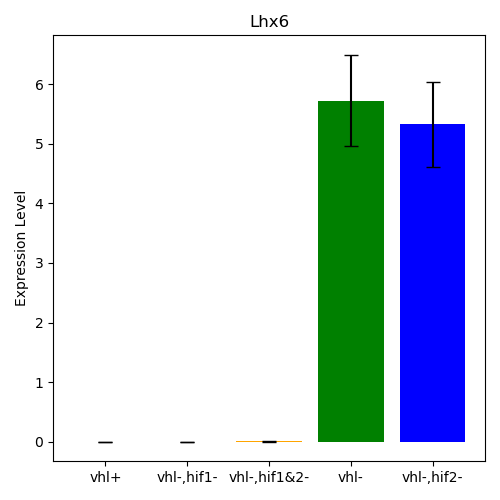 Lhx6
Expression Level
6
5
4
3
2
1
0
vhl+
vhl-,hif1-
vhl-,hif1&2-
vhl-
vhl-,hif2-